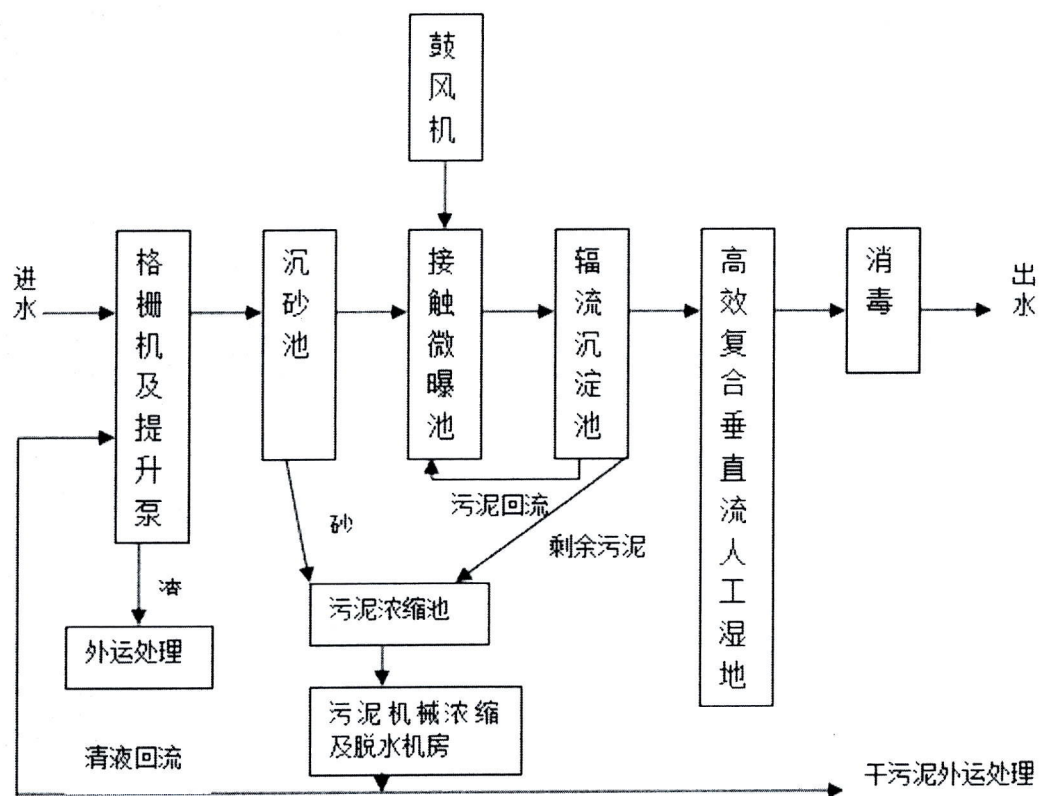 鼓风机
进水
格栅机及提升泵
沉砂池
接触微曝池
辐流沉淀池
高效复合垂直流人工湿地
消毒
出水
污泥回流
砂
剩余污泥
渣
污泥浓缩池
外运处理
污泥机械浓缩
及脱水机房
清液回流
干污泥外运处理